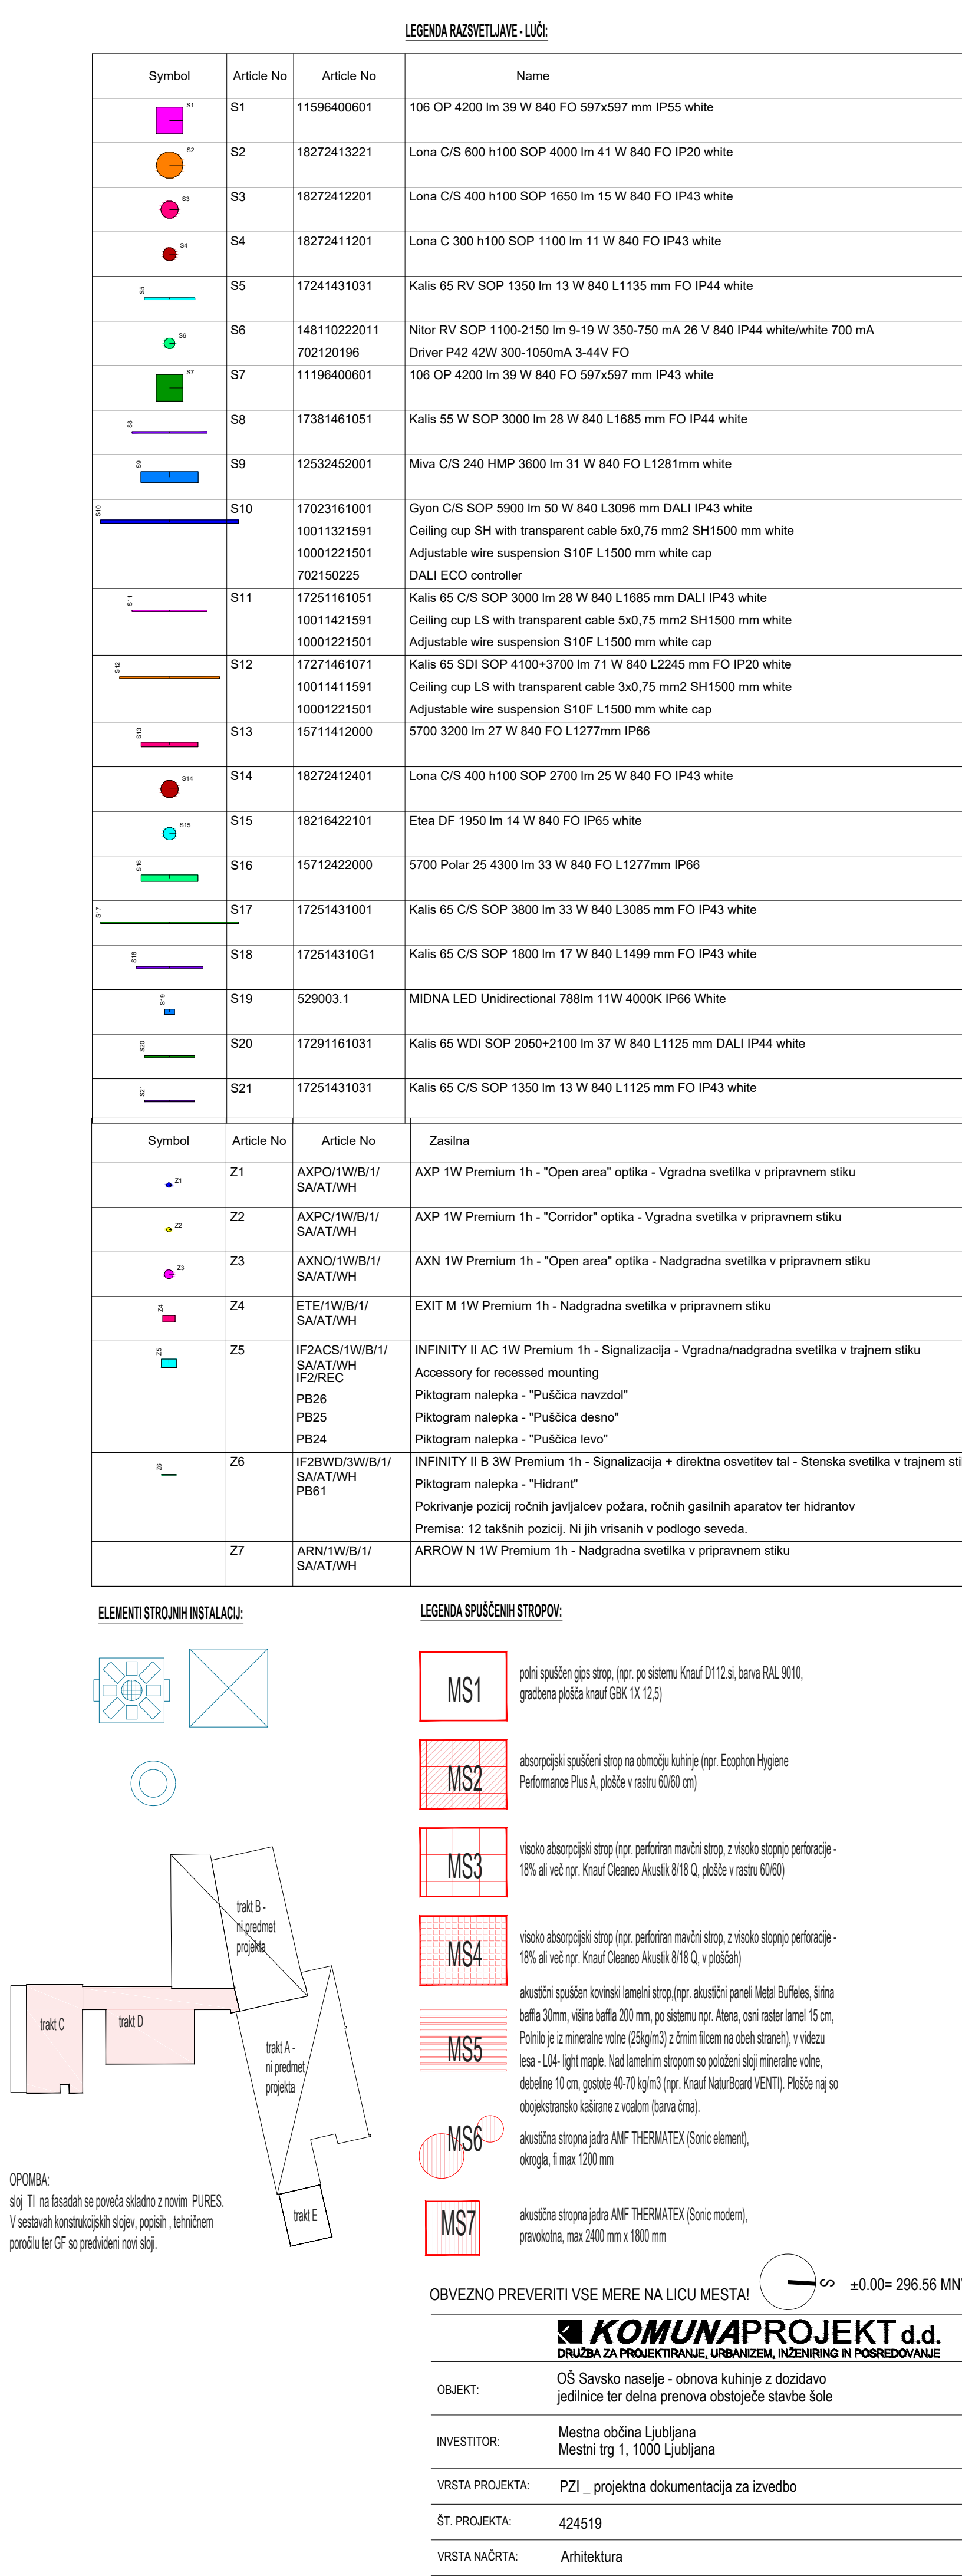 LEGENDA RAZSVETLJAVE - LUČI:
Symbol Article No Article No Name
S1 S1 11596400601 106 OP 4200 lm 39 W 840 FO 597x597 mm IP55 white
S2 S2 18272413221 Lona C/S 600 h100 SOP 4000 lm 41 W 840 FO IP20 white
S3 S3 18272412201 Lona C/S 400 h100 SOP 1650 lm 15 W 840 FO IP43 white
S4 S4 18272411201 Lona C 300 h100 SOP 1100 lm 11 W 840 FO IP43 white
S5 S5 17241431031 Kalis 65 RV SOP 1350 lm 13 W 840 L1135 mm FO IP44 white
S6 S6 148110222011 Nitor RV SOP 1100-2150 lm 9-19 W 350-750 mA 26 V 840 IP44 white/white 700 mA
702120196 Driver P42 42W 300-1050mA 3-44V FO
S7 S7 11196400601 106 OP 4200 lm 39 W 840 FO 597x597 mm IP43 white
S8 S8 17381461051 Kalis 55 W SOP 3000 lm 28 W 840 L1685 mm FO IP44 white
S9 S9 12532452001 Miva C/S 240 HMP 3600 lm 31 W 840 FO L1281mm white
S10 S10 17023161001 Gyon C/S SOP 5900 lm 50 W 840 L3096 mm DALI IP43 white
10011321591 Ceiling cup SH with transparent cable 5x0,75 mm2 SH1500 mm white
10001221501 Adjustable wire suspension S10F L1500 mm white cap
702150225 DALI ECO controller
S11 S11 17251161051 Kalis 65 C/S SOP 3000 lm 28 W 840 L1685 mm DALI IP43 white
10011421591 Ceiling cup LS with transparent cable 5x0,75 mm2 SH1500 mm white
10001221501 Adjustable wire suspension S10F L1500 mm white cap
S12 S12 17271461071 Kalis 65 SDI SOP 4100+3700 lm 71 W 840 L2245 mm FO IP20 white
10011411591 Ceiling cup LS with transparent cable 3x0,75 mm2 SH1500 mm white
10001221501 Adjustable wire suspension S10F L1500 mm white cap
S13 S13 15711412000 5700 3200 lm 27 W 840 FO L1277mm IP66
S14 S14 18272412401 Lona C/S 400 h100 SOP 2700 lm 25 W 840 FO IP43 white
S15 S15 18216422101 Etea DF 1950 lm 14 W 840 FO IP65 white
S16 S16 15712422000 5700 Polar 25 4300 lm 33 W 840 FO L1277mm IP66
S17 S17 17251431001 Kalis 65 C/S SOP 3800 lm 33 W 840 L3085 mm FO IP43 white
S18 S18 172514310G1 Kalis 65 C/S SOP 1800 lm 17 W 840 L1499 mm FO IP43 white
S19 S19 529003.1 MIDNA LED Unidirectional 788lm 11W 4000K IP66 White
S20 S20 17291161031 Kalis 65 WDI SOP 2050+2100 lm 37 W 840 L1125 mm DALI IP44 white
S21 S21 17251431031 Kalis 65 C/S SOP 1350 lm 13 W 840 L1125 mm FO IP43 white
Symbol Article No Article No Zasilna
Z1 Z1 AXPO/1W/B/1/ AXP 1W Premium 1h - "Open area" optika - Vgradna svetilka v pripravnem stiku
SA/AT/WH
Z2 Z2 AXPC/1W/B/1/ AXP 1W Premium 1h - "Corridor" optika - Vgradna svetilka v pripravnem stiku
SA/AT/WH
Z3 Z3 AXNO/1W/B/1/ AXN 1W Premium 1h - "Open area" optika - Nadgradna svetilka v pripravnem stiku
SA/AT/WH
Z4 Z4 ETE/1W/B/1/ EXIT M 1W Premium 1h - Nadgradna svetilka v pripravnem stiku
SA/AT/WH
Z5 Z5 IF2ACS/1W/B/1/ INFINITY II AC 1W Premium 1h - Signalizacija - Vgradna/nadgradna svetilka v trajnem stiku
SA/AT/WH
IF2/REC Accessory for recessed mounting
PB26 Piktogram nalepka - "Puščica navzdol"
PB25 Piktogram nalepka - "Puščica desno"
PB24 Piktogram nalepka - "Puščica levo"
Z6 Z6 IF2BWD/3W/B/1/ INFINITY II B 3W Premium 1h - Signalizacija + direktna osvetitev tal - Stenska svetilka v trajnem sti
SA/AT/WH
PB61 Piktogram nalepka - "Hidrant"
Pokrivanje pozicij ročnih javljalcev požara, ročnih gasilnih aparatov ter hidrantov
Premisa: 12 takšnih pozicij. Ni jih vrisanih v podlogo seveda.
Z7 ARN/1W/B/1/ ARROW N 1W Premium 1h - Nadgradna svetilka v pripravnem stiku
SA/AT/WH
ELEMENTI STROJNIH INSTALACIJ:
LEGENDA SPUŠČENIH STROPOV:
MS1
polni spuščen gips strop, (npr. po sistemu Knauf D112.si, barva RAL 9010,
gradbena plošča knauf GBK 1X 12,5)
MS2
absorpcijski spuščeni strop na območju kuhinje (npr. Ecophon Hygiene
Performance Plus A, plošče v rastru 60/60 cm)
MS3
visoko absorpcijski strop (npr. perforiran mavčni strop, z visoko stopnjo perforacije -
18% ali več npr. Knauf Cleaneo Akustik 8/18 Q, plošče v rastru 60/60)
MS4
visoko absorpcijski strop (npr. perforiran mavčni strop, z visoko stopnjo perforacije -
18% ali več npr. Knauf Cleaneo Akustik 8/18 Q, v ploščah)
MS5
akustični spuščen kovinski lamelni strop,(npr. akustični paneli Metal Buffeles, širina
baffla 30mm, višina baffla 200 mm, po sistemu npr. Atena, osni raster lamel 15 cm,
Polnilo je iz mineralne volne (25kg/m3) z črnim filcem na obeh straneh), v videzu
lesa - L04- light maple. Nad lamelnim stropom so položeni sloji mineralne volne,
debeline 10 cm, gostote 40-70 kg/m3 (npr. Knauf NaturBoard VENTI). Plošče naj so
obojekstransko kaširane z voalom (barva črna).
MS6
akustična stropna jadra AMF THERMATEX (Sonic element),
okrogla, fi max 1200 mm
MS7
akustična stropna jadra AMF THERMATEX (Sonic modern),
pravokotna, max 2400 mm x 1800 mm
trakt B -
ni predmet
projekta
trakt C
trakt D
trakt A -
ni predmet
projekta
trakt E
OPOMBA:
sloj TI na fasadah se poveča skladno z novim PURES.
V sestavah konstrukcijskih slojev, popisih , tehničnem
poročilu ter GF so predvideni novi sloji.
OBVEZNO PREVERITI VSE MERE NA LICU MESTA!
S
±0.00= 296.56 MN
KOMUNAPROJEKT d.d.
DRUŽBA ZA PROJEKTIRANJE, URBANIZEM, INŽENIRING IN POSREDOVANJE
OBJEKT: OŠ Savsko naselje - obnova kuhinje z dozidavo
jedilnice ter delna prenova obstoječe stavbe šole
INVESTITOR: Mestna občina Ljubljana
Mestni trg 1, 1000 Ljubljana
VRSTA PROJEKTA: PZI _ projektna dokumentacija za izvedbo
ŠT. PROJEKTA: 424519
VRSTA NAČRTA: Arhitektura